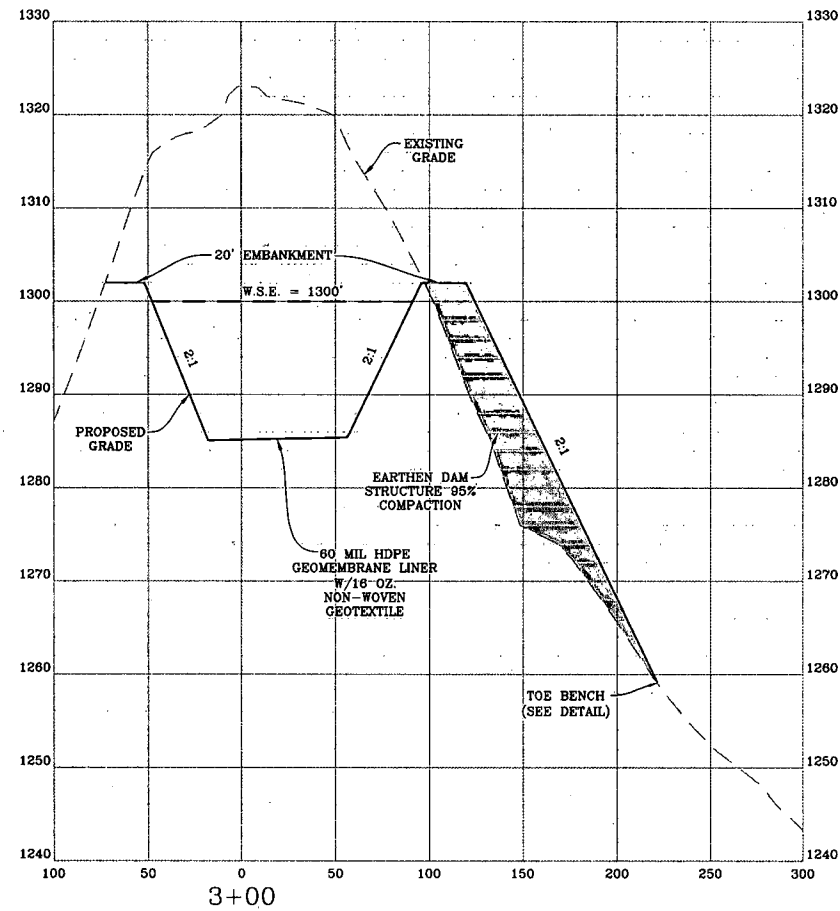 1330
1330
1320
1320
EXISTING
GRADE
1310
1310
20' EMBANKMENT
W.S.E. = 1300'
1300
1300
2:1
2:1
1290
1290
PROPOSED
GRADE
2:1
1280
1280
EARTHEN DAM
STRUCTURE 95%
COMPACTION
60 MIL HDPE
GEOMEMBRANE LINER
W/16 OZ.
NON-WOVEN
GEOTEXTILE
1270
1270
1260
1260
TOE BENCH
(SEE DETAIL)
1250
1250
1240
1240
100 50 0 50 100 150 200 250 300
3+00